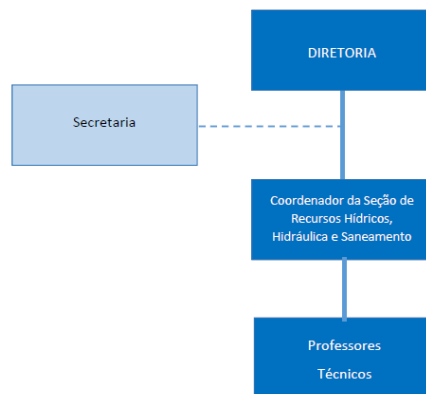 DIRETORIA
Secretaria
Coordenador da Seção de
Recursos Hídricos,
Hidráulica e Saneamento
Professores
Técnicos